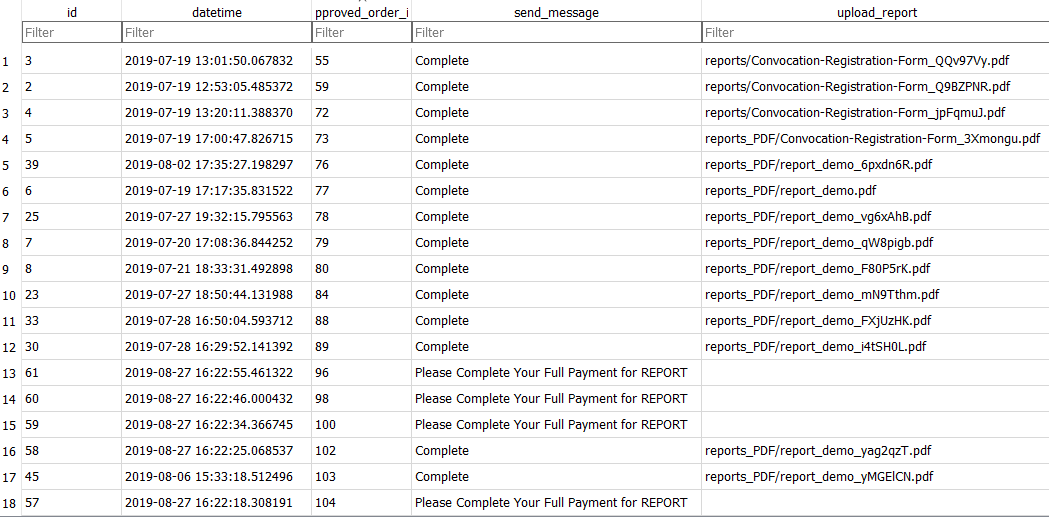 id datetime pproved_order_i send_message upload_report
Filter Filter Filter Filter Filter
1 3 2019-07-19 13:01:50.067832 55 Complete reports/Convocation-Registration-Form_QQv97Vy.pdf
2 2 2019-07-19 12:53:05.485372 59 Complete reports/Convocation-Registration-Form_Q9BZPNR.pdf
3 4 2019-07-19 13:20:11.388370 72 Complete reports/Convocation-Registration-Form_jpFqmuJ.pdf
4 5 2019-07-19 17:00:47.826715 73 Complete reports_PDF/Convocation-Registration-Form_3Xmongu.pdf
5 39 2019-08-02 17:35:27.198297 76 Complete reports_PDF/report_demo_6pxdn6R.pdf
6 6 2019-07-19 17:17:35.831522 77 Complete reports_PDF/report_demo.pdf
7 25 2019-07-27 19:32:15.795563 78 Complete reports_PDF/report_demo_vg6xAhB.pdf
8 7 2019-07-20 17:08:36.844252 79 Complete reports_PDF/report_demo_qW8pigb.pdf
9 8 2019-07-21 18:33:31.492898 80 Complete reports_PDF/report_demo_F80P5rK.pdf
10 23 2019-07-27 18:50:44.131988 84 Complete reports_PDF/report_demo_mN9Tthm.pdf
11 33 2019-07-28 16:50:04.593712 88 Complete reports_PDF/report_demo_FXjUzHK.pdf
12 30 2019-07-28 16:29:52.141392 89 Complete reports_PDF/report_demo_i4tSH0L.pdf
13 61 2019-08-27 16:22:55.461322 96 Please Complete Your Full Payment for REPORT
14 60 2019-08-27 16:22:46.000432 98 Please Complete Your Full Payment for REPORT
15 59 2019-08-27 16:22:34.366745 100 Please Complete Your Full Payment for REPORT
16 58 2019-08-27 16:22:25.068537 102 Complete reports_PDF/report_demo_yag2qzT.pdf
17 45 2019-08-06 15:33:18.512496 103 Complete reports_PDF/report_demo_yMGElCN.pdf
18 57 2019-08-27 16:22:18.308191 104 Please Complete Your Full Payment for REPORT